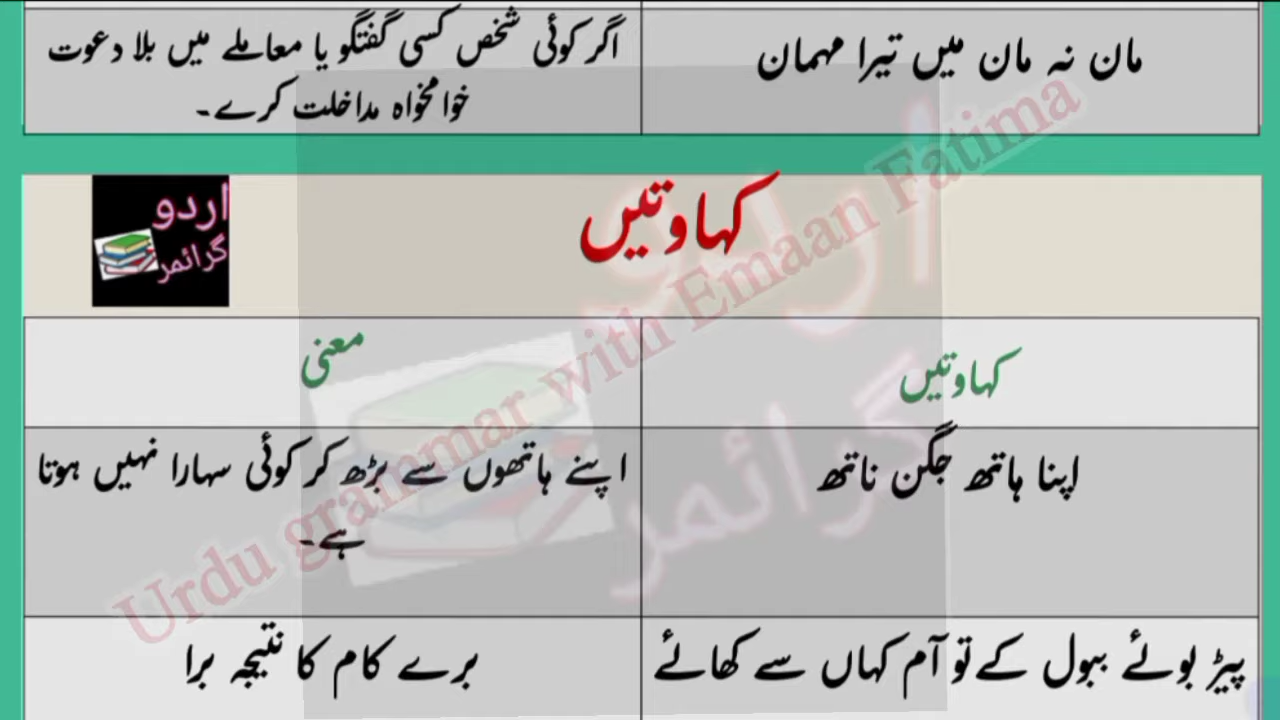 مان نہ مان میں تیرا مہمان
اگر کوئی شخص کسی گفتگو یا معاملے میں بلا دعوت
خوامخواہ مداخلت کرے۔
کہاوتیں
اردو
گرائمر
کہاوتیں
معنی
اپنا ہاتھ جگن ناتھ
اپنے ہاتھوں سے بڑھ کر کوئی سہارا نہیں ہوتا
ہے۔
پیڑ بوئے ببول کے تو آم کہاں سے کھائے
برے کام کا نتیجہ برا
اردو
گرائمر
Urdu grammar with Emaan Fatima